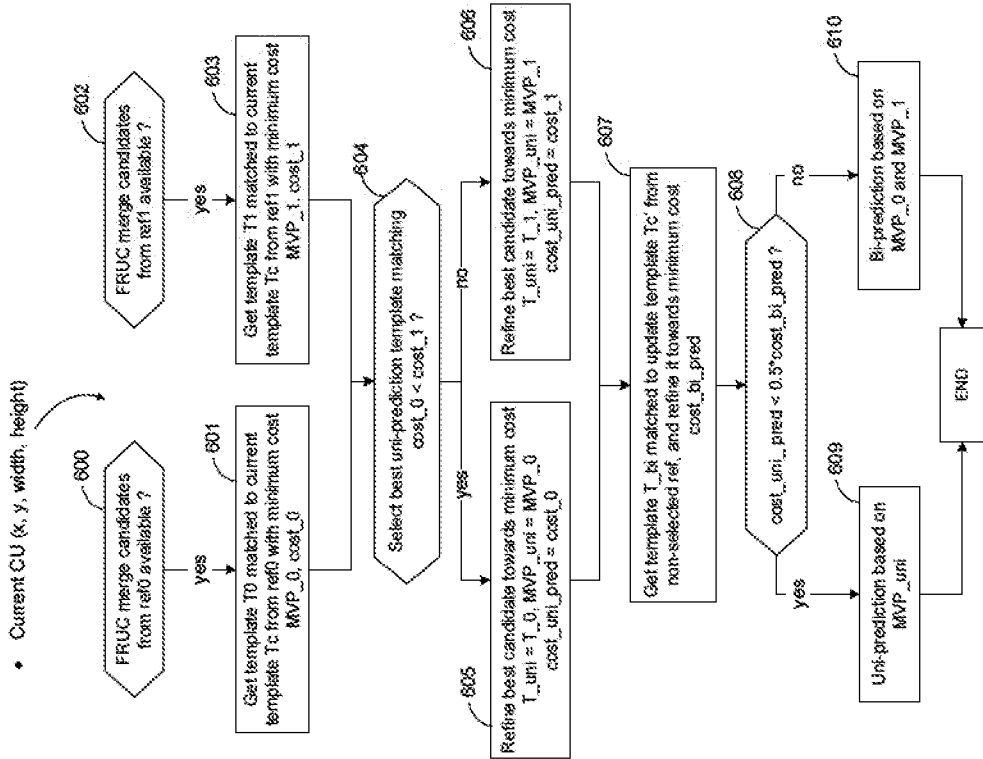 • Current CU (x, y, width, height)
600
FRUC merge candidates
from ref0 available ?
yes
601
Get template T0 matched to current
template Tc from ref0 with minimum cost
MVP_0, cost_0
602
FRUC merge candidates
from ref1 available ?
yes
603
Get template T1 matched to current
template Tc from ref1 with minimum cost
MVP_1, cost_1
604
Select best uni-prediction template matching
cost_0 < cost_1 ?
yes
no
605
Refine best candidate towards minimum cost
T_uni = T_0, MVP_uni = MVP_0
cost_uni_pred = cost_0
606
Refine best candidate towards minimum cost
T_uni = T_1, MVP_uni = MVP_1
cost_uni_pred = cost_1
607
Get template T_bi matched to update template Tc' from
non-selected ref, and refine it towards minimum cost
cost_bi_pred
608
cost_uni_pred < 0.5*cost_bi_pred ?
yes
no
609
Uni-prediction based on
MVP_uni
610
Bi-prediction based on
MVP_0 and MVP_1
END